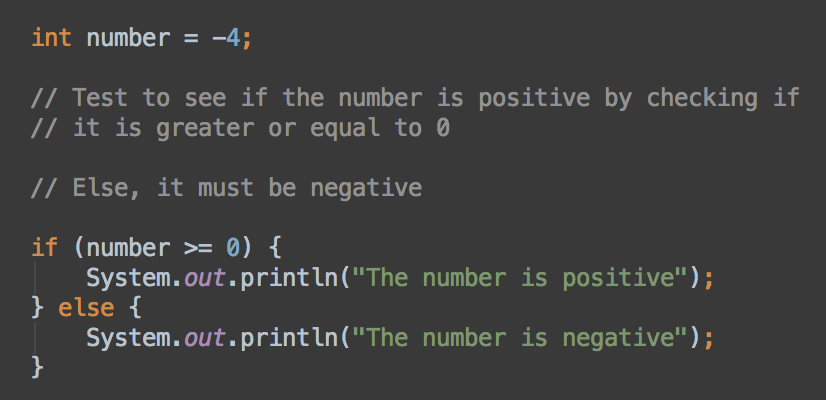 int number = −4;
// Test to see if the number is positive by checking if
// it is greater or equal to 0
// Else, it must be negative
if (number >= 0) {
    System.out.println("The number is positive");
} else {
    System.out.println("The number is negative");
}